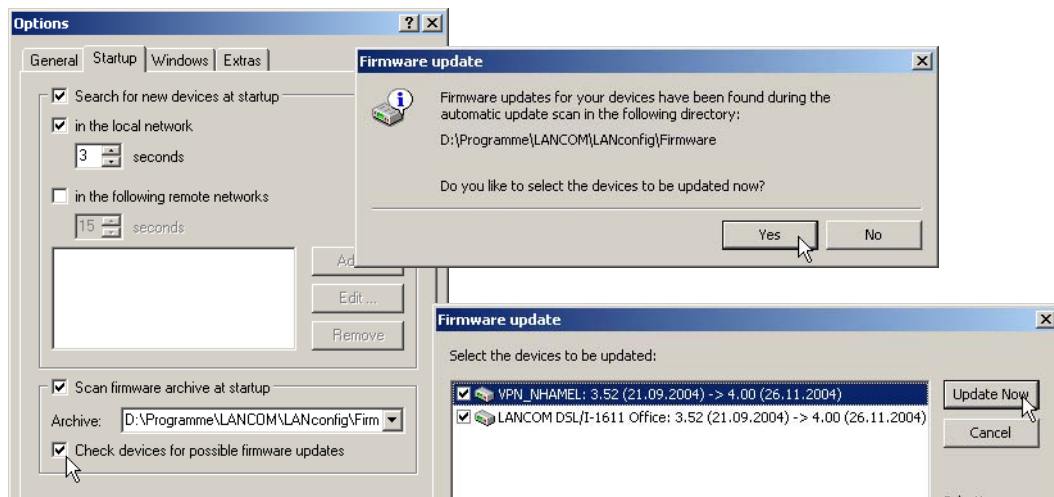 Options
General Startup Windows Extras
Search for new devices at startup
in the local network
3 seconds
in the following remote networks
15 seconds
Edit ...
Remove
Scan firmware archive at startup
Archive: D:\Programme\LANCOM\LANconfig\Firm
Check devices for possible firmware updates
Firmware update
Firmware updates for your devices have been found during the
automatic update scan in the following directory:
D:\Programme\LANCOM\LANconfig\Firmware
Do you like to select the devices to be updated now?
Yes No
Firmware update
Select the devices to be updated:
VPN_NHAMEL: 3.52 (21.09.2004) -> 4.00 (26.11.2004)
LANCOM DSL/I-1611 Office: 3.52 (21.09.2004) -> 4.00 (26.11.2004)
Update Now
Cancel